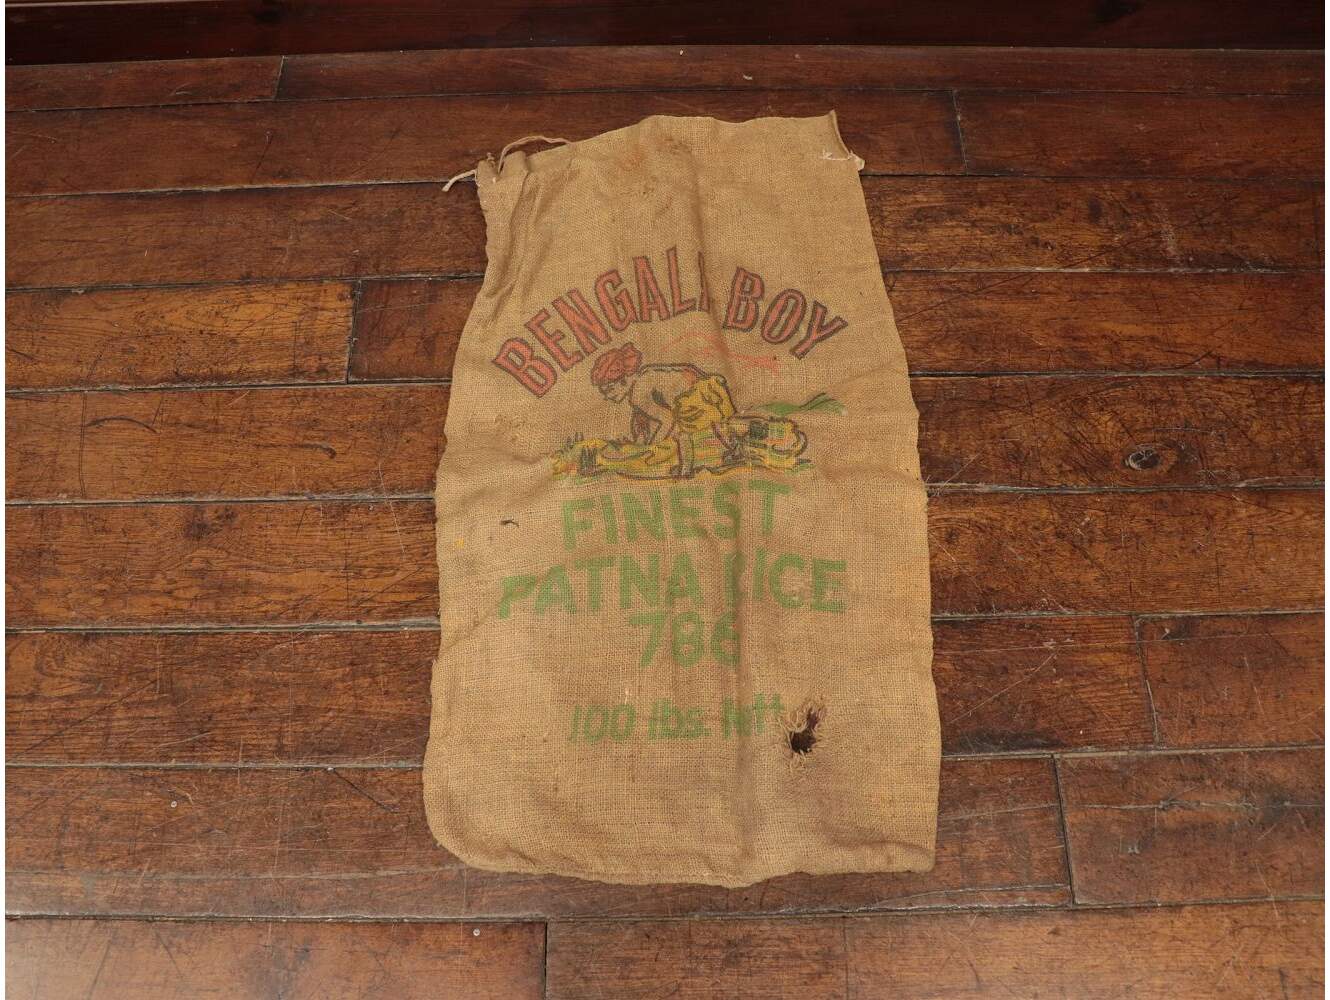 BENGALI BOY
FINEST
PATNA RICE
786
100 lbs. Nett